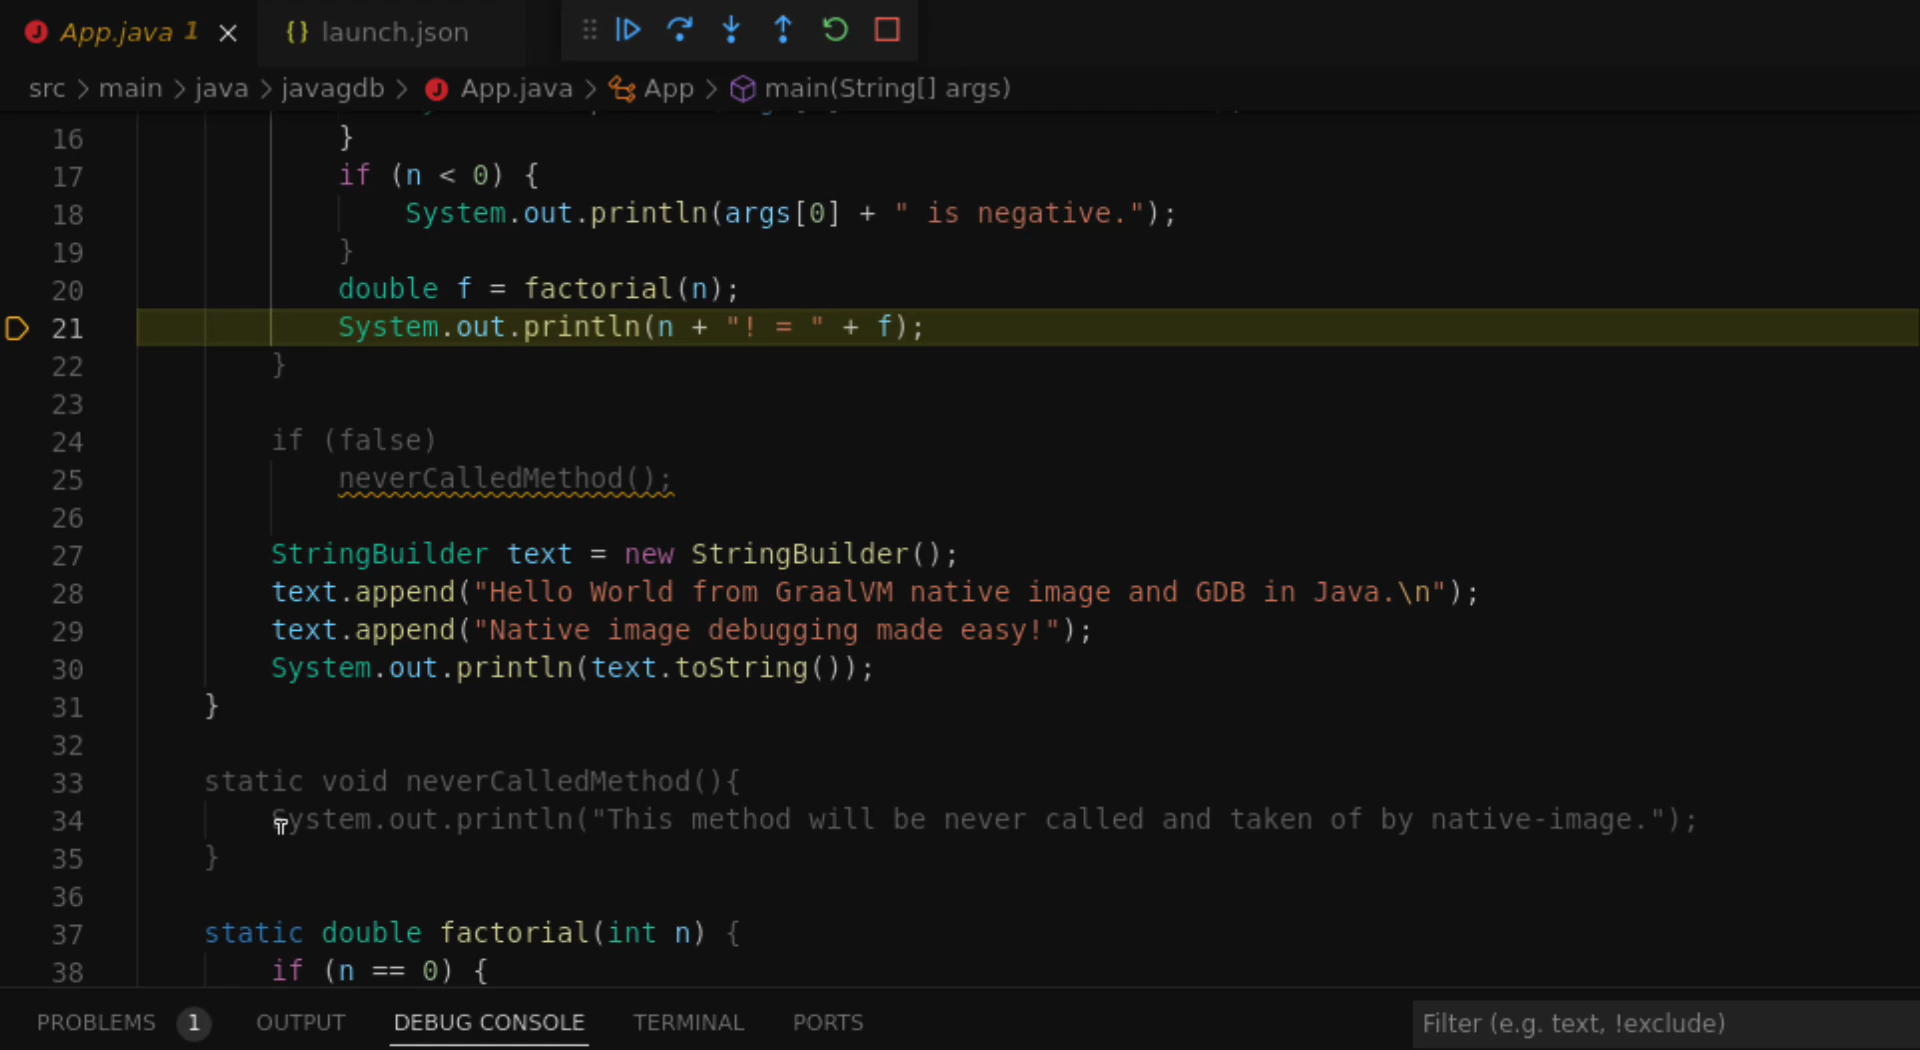 App.java 1
{} launch.json
src > main > java > javagdb > App.java > App > main(String[] args)
16 }
17 if (n < 0) {
18 System.out.println(args[0] + " is negative.");
19 }
20 double f = factorial(n);
21 System.out.println(n + "! = " + f);
22 }
23
24 if (false)
25 neverCalledMethod();
26
27 StringBuilder text = new StringBuilder();
28 text.append("Hello World from GraalVM native image and GDB in Java.\n");
29 text.append("Native image debugging made easy!");
30 System.out.println(text.toString());
31 }
32
33 static void neverCalledMethod(){
34 System.out.println("This method will be never called and taken of by native-image.");
35 }
36
37 static double factorial(int n) {
38 if (n == 0) {
PROBLEMS 1 OUTPUT DEBUG CONSOLE TERMINAL PORTS Filter (e.g. text, !exclude)